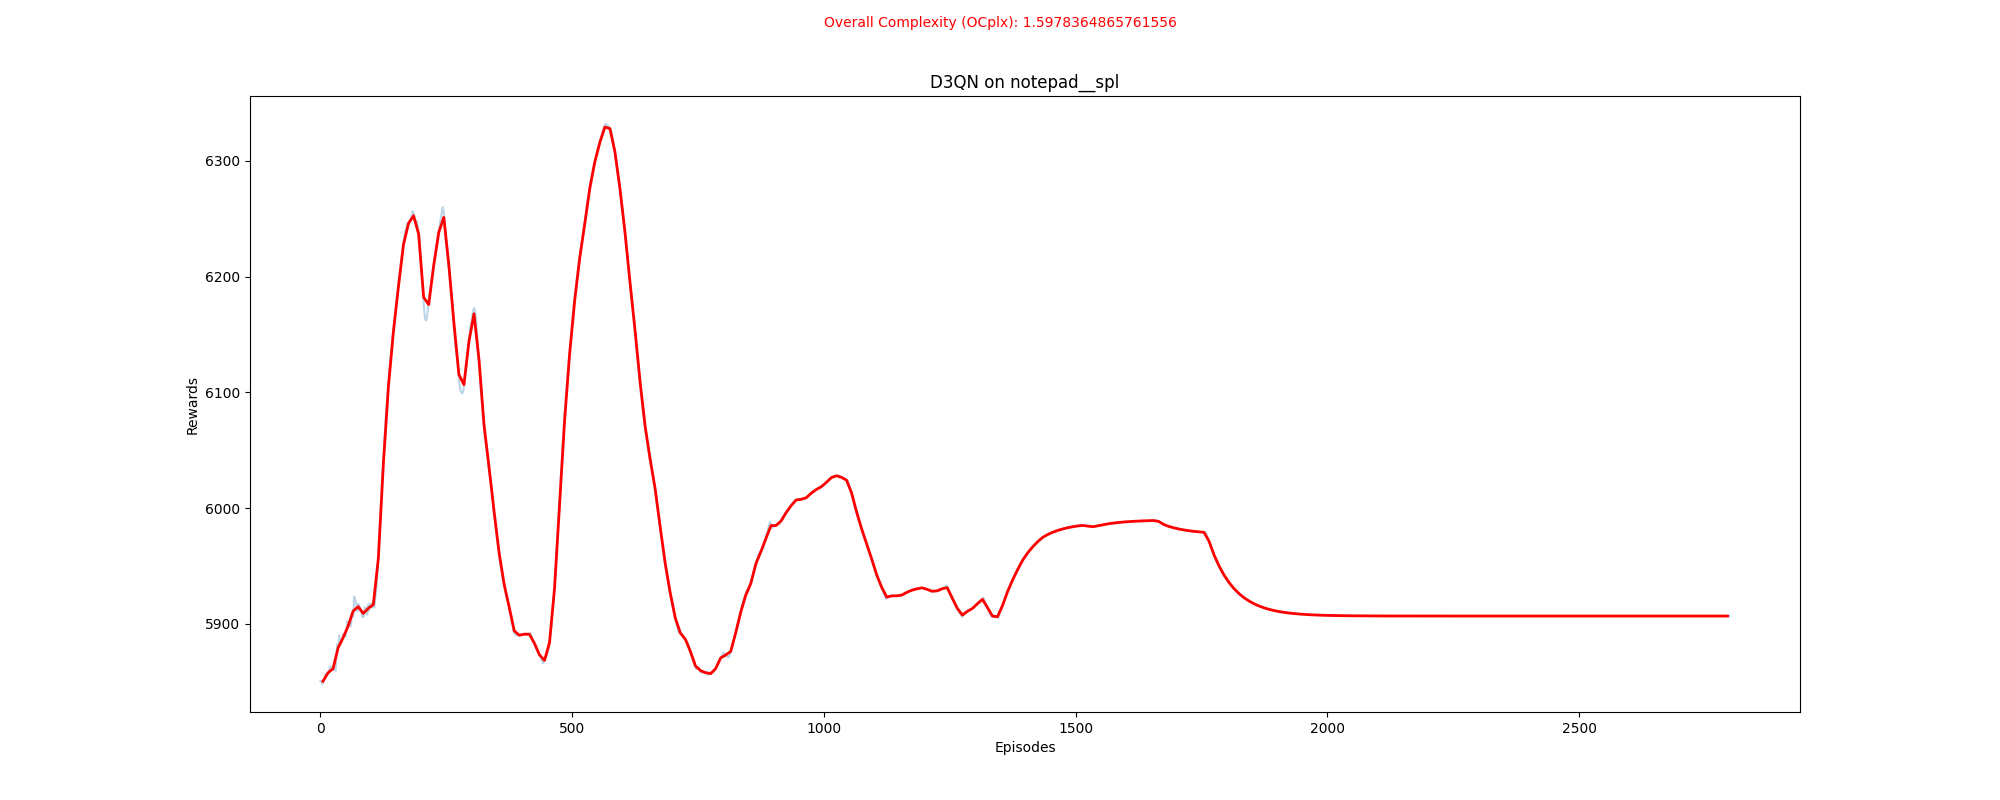 Overall Complexity (OCplx): 1.5978364865761556
D3QN on notepad__spl
6300
6200
6100
6000
5900
Rewards
0 500 1000 1500 2000 2500
Episodes